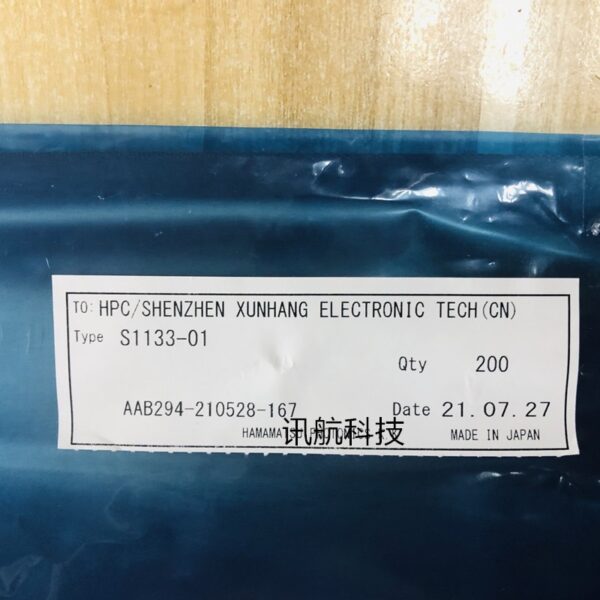 TO: HPC/SHENZHEN XUNHANG ELECTRONIC TECH(CN)
Type S1133-01
Qty 200
AAB294-210528-167 Date 21.07.27
讯航科技
MADE IN JAPAN